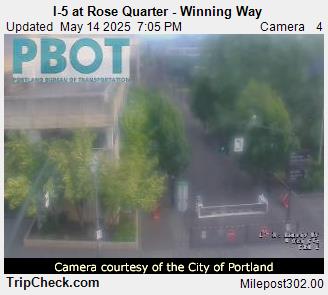 I-5 at Rose Quarter - Winning Way
Updated May 14 2025 7:05 PM Camera 4
PBOT
PORTLAND BUREAU OF TRANSPORTATION
Camera courtesy of the City of Portland
TripCheck.com Milepost302.00